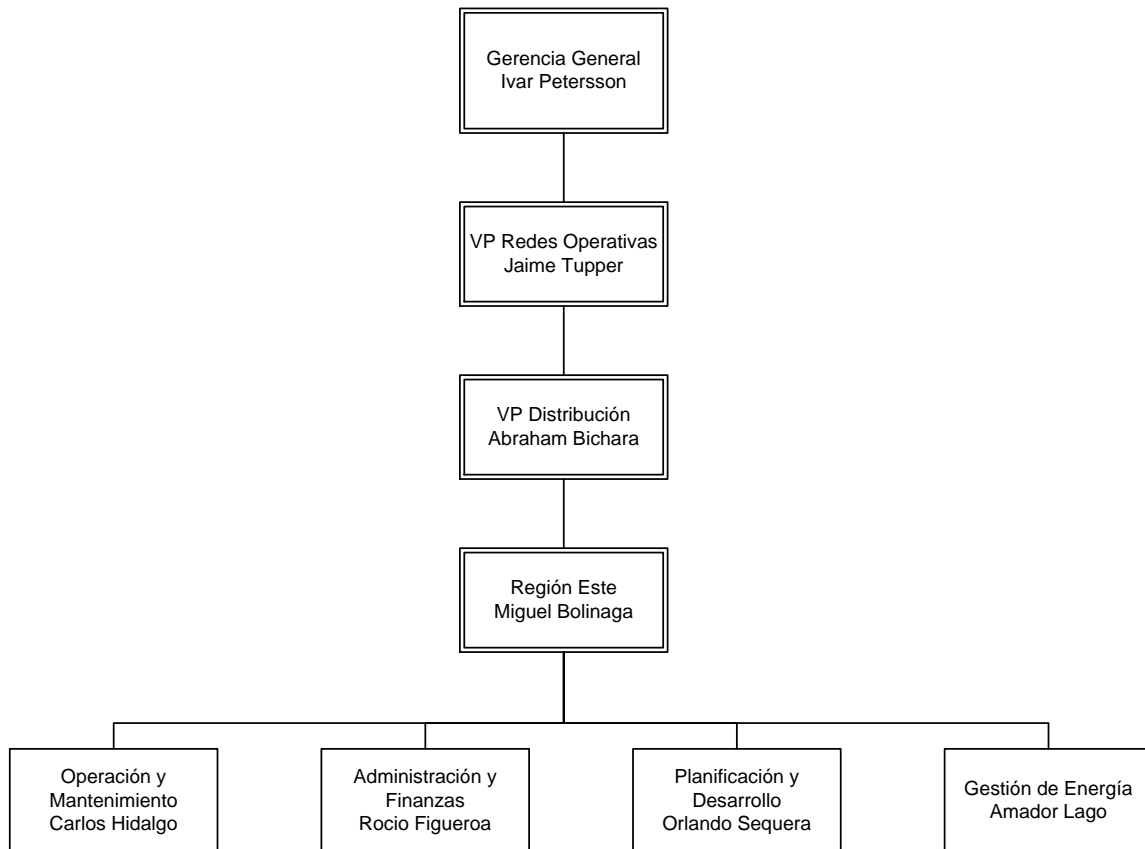 Gerencia General
Ivar Petersson
VP Redes Operativas
Jaime Tupper
VP Distribución
Abraham Bichara
Región Este
Miguel Bolinaga
Operación y
Mantenimiento
Carlos Hidalgo
Administración y
Finanzas
Rocio Figueroa
Planificación y
Desarrollo
Orlando Sequera
Gestión de Energía
Amador Lago